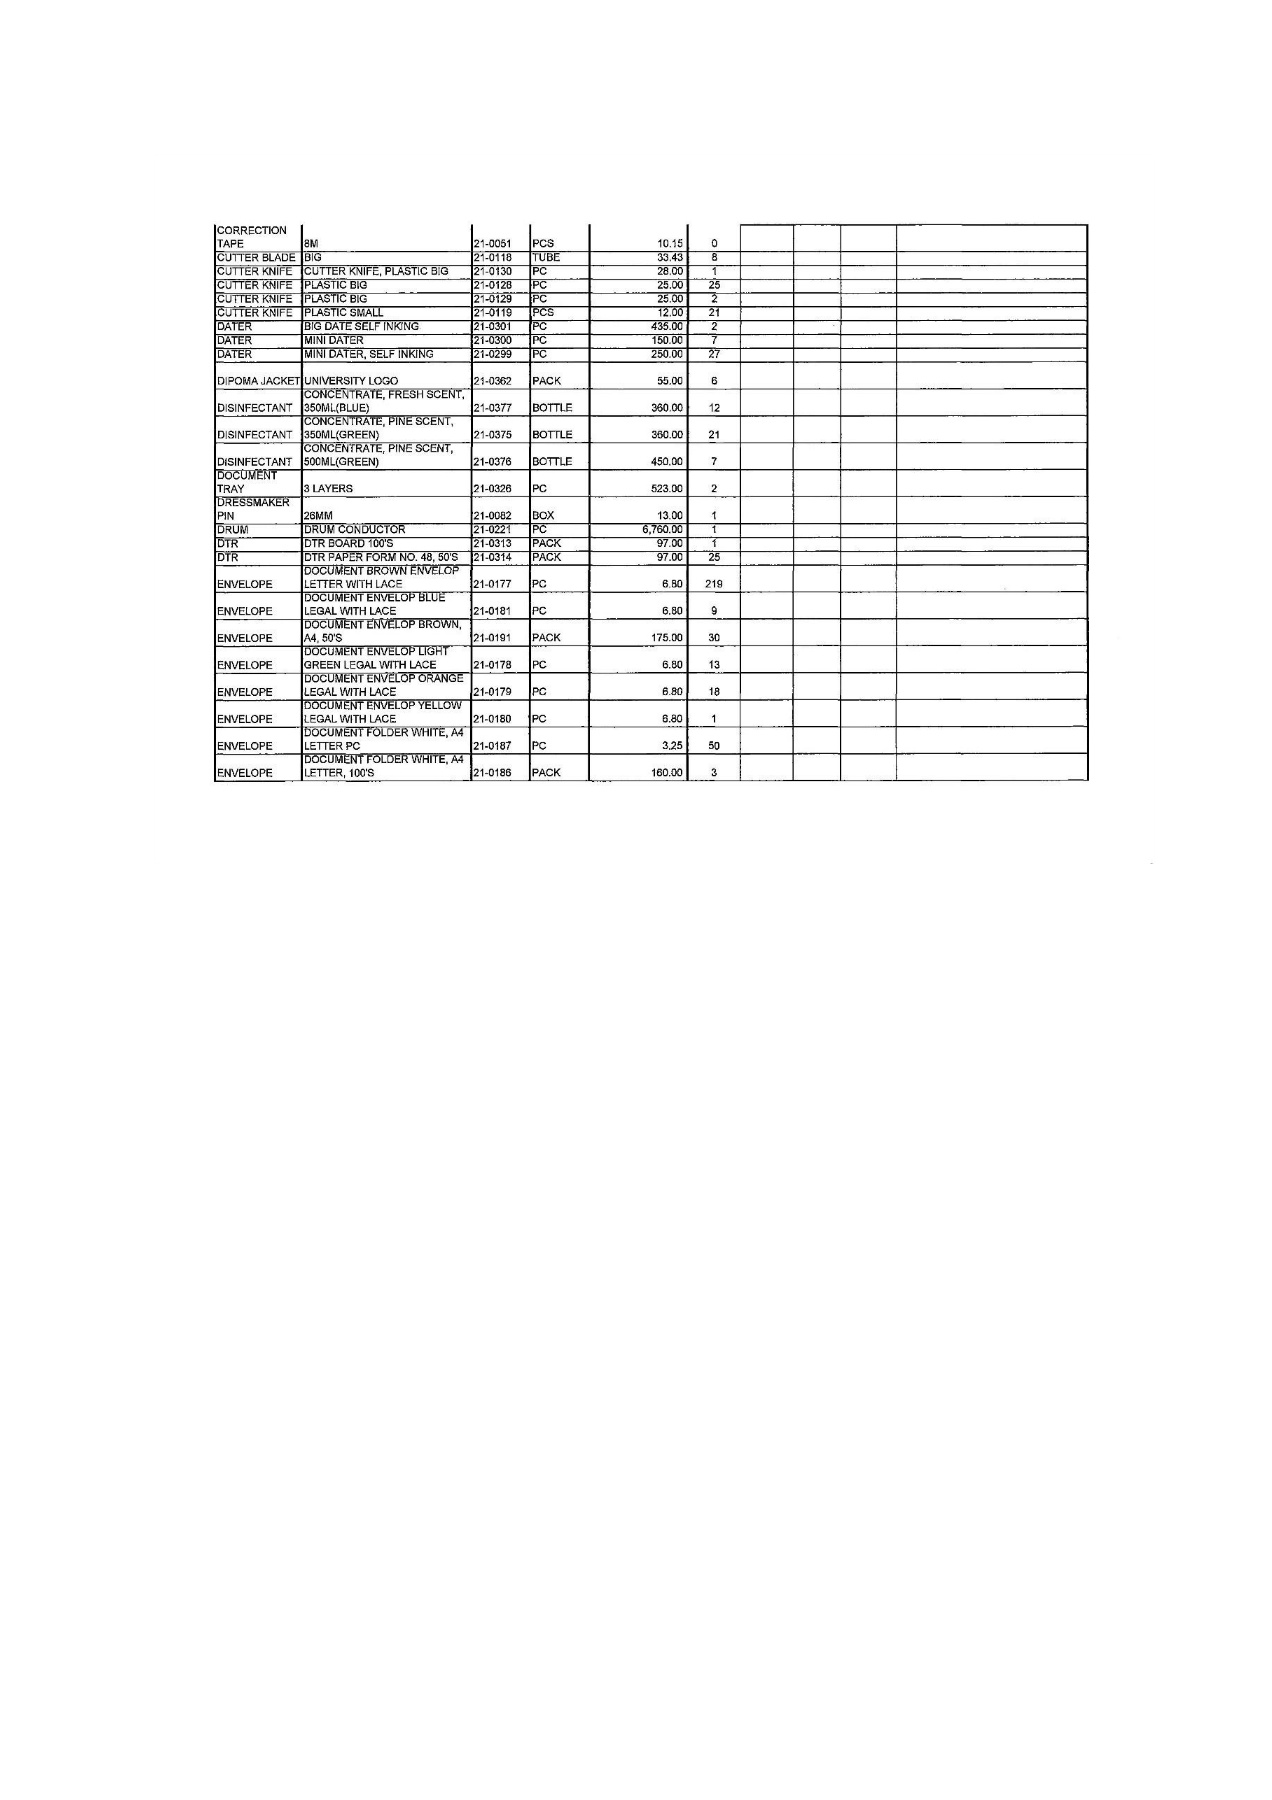 CORRECTION
TAPE 8M 21-0051 PCS 10.15 0
CUTTER BLADE BIG 21-0118 TUBE 33.43 8
CUTTER KNIFE CUTTER KNIFE, PLASTIC BIG 21-0130 PC 28.00 1
CUTTER KNIFE PLASTIC BIG 21-0128 PC 25.00 25
CUTTER KNIFE PLASTIC BIG 21-0129 PC 25.00 2
CUTTER KNIFE PLASTIC SMALL 21-0119 PCS 12.00 21
DATER BIG DATE SELF INKING 21-0301 PC 435.00 2
DATER MINI DATER 21-0300 PC 150.00 7
DATER MINI DATER, SELF INKING 21-0299 PC 250.00 27
DIPOMA JACKET UNIVERSITY LOGO 21-0362 PACK 55.00 6
CONCENTRATE, FRESH SCENT,
DISINFECTANT 350ML(BLUE) 21-0377 BOTTLE 360.00 12
CONCENTRATE, PINE SCENT,
DISINFECTANT 350ML(GREEN) 21-0375 BOTTLE 360.00 21
CONCENTRATE, PINE SCENT,
DISINFECTANT 500ML(GREEN) 21-0376 BOTTLE 450.00 7
DOCUMENT
TRAY 3 LAYERS 21-0326 PC 523.00 2
DRESSMAKER
PIN 26MM 21-0082 BOX 13.00 1
DRUM DRUM CONDUCTOR 21-0221 PC 6,760.00 1
DTR DTR BOARD 100'S 21-0313 PACK 97.00 1
DTR DTR PAPER FORM NO. 48, 50'S 21-0314 PACK 97.00 25
DOCUMENT BROWN ENVELOP
ENVELOPE LETTER WITH LACE 21-0177 PC 6.80 219
DOCUMENT ENVELOP BLUE
ENVELOPE LEGAL WITH LACE 21-0181 PC 6.80 9
DOCUMENT ENVELOP BROWN,
ENVELOPE A4, 50'S 21-0191 PACK 175.00 30
DOCUMENT ENVELOP LIGHT
ENVELOPE GREEN LEGAL WITH LACE 21-0178 PC 6.80 13
DOCUMENT ENVELOP ORANGE
ENVELOPE LEGAL WITH LACE 21-0179 PC 6.80 18
DOCUMENT ENVELOP YELLOW
ENVELOPE LEGAL WITH LACE 21-0180 PC 6.80 1
DOCUMENT FOLDER WHITE, A4
ENVELOPE LETTER PC 21-0187 PC 3.25 50
DOCUMENT FOLDER WHITE, A4
ENVELOPE LETTER, 100'S 21-0186 PACK 160.00 3